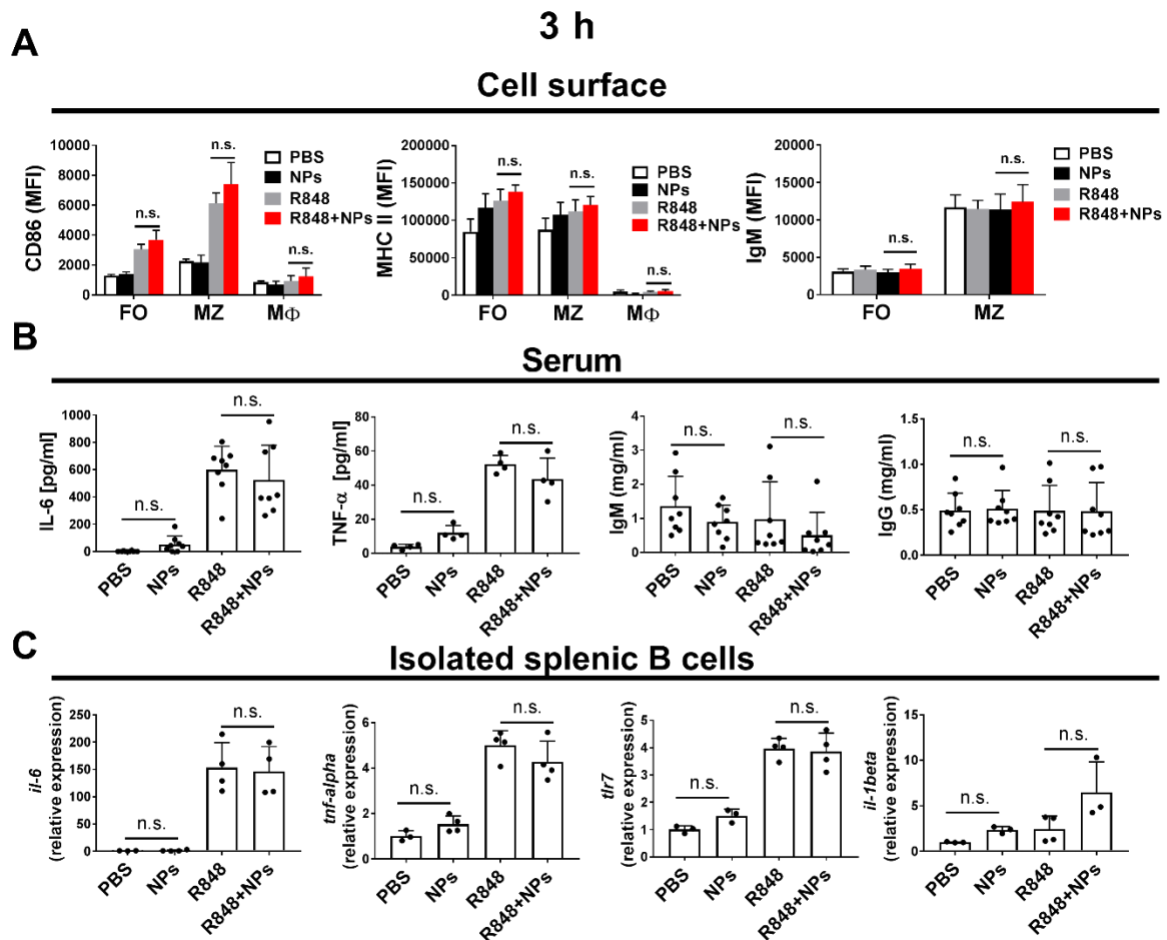 3 h
A
Cell surface
CD86 (MFI)
10000
8000
6000
4000
2000
0
n.s.
n.s.
n.s.
FO
MZ
MΦ
PBS
NPs
R848
R848+NPs
MHC II (MFI)
200000
150000
100000
50000
0
n.s.
n.s.
n.s.
FO
MZ
MΦ
PBS
NPs
R848
R848+NPs
IgM (MFI)
20000
15000
10000
5000
0
n.s.
n.s.
FO
MZ
PBS
NPs
R848
R848+NPs
B
Serum
IL-6 [pg/ml]
1000
800
600
400
200
0
n.s.
n.s.
PBS
NPs
R848
R848+NPs
TNF-α [pg/ml]
80
60
40
20
0
n.s.
n.s.
PBS
NPs
R848
R848+NPs
IgM (mg/ml)
4
3
2
1
0
n.s.
n.s.
PBS
NPs
R848
R848+NPs
IgG (mg/ml)
1.5
1.0
0.5
0.0
n.s.
n.s.
PBS
NPs
R848
R848+NPs
C
Isolated splenic B cells
il-6
(relative expression)
250
200
150
100
50
0
n.s.
n.s.
PBS
NPs
R848
R848+NPs
tnf-alpha
(relative expression)
6
4
2
0
n.s.
n.s.
PBS
NPs
R848
R848+NPs
tlr7
(relative expression)
6
5
4
3
2
1
0
n.s.
n.s.
PBS
NPs
R848
R848+NPs
il-1beta
(relative expression)
15
10
5
0
n.s.
n.s.
PBS
NPs
R848
R848+NPs